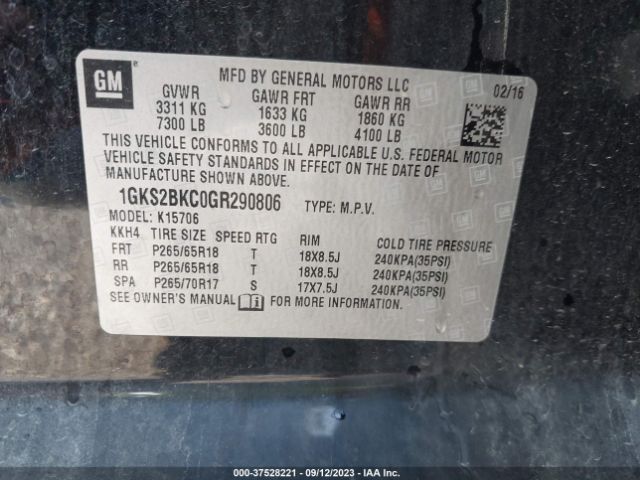 GM
MFD BY GENERAL MOTORS LLC
02/16
GVWR GAWR FRT GAWR RR
3311 KG 1633 KG 1860 KG
7300 LB 3600 LB 4100 LB
THIS VEHICLE CONFORMS TO ALL APPLICABLE U.S. FEDERAL MOTOR
VEHICLE SAFETY STANDARDS IN EFFECT ON THE DATE OF
MANUFACTURE SHOWN ABOVE.
1GKS2BKC0GR290806 TYPE: M.P.V.
MODEL: K15706
KKH4 TIRE SIZE SPEED RTG RIM COLD TIRE PRESSURE
FRT P265/65R18 T 18X8.5J 240KPA(35PSI)
RR P265/65R18 T 18X8.5J 240KPA(35PSI)
SPA P265/70R17 S 17X7.5J 240KPA(35PSI)
SEE OWNER'S MANUAL FOR MORE INFORMATION.
000-37528221 - 09/12/2023 - IAA Inc.